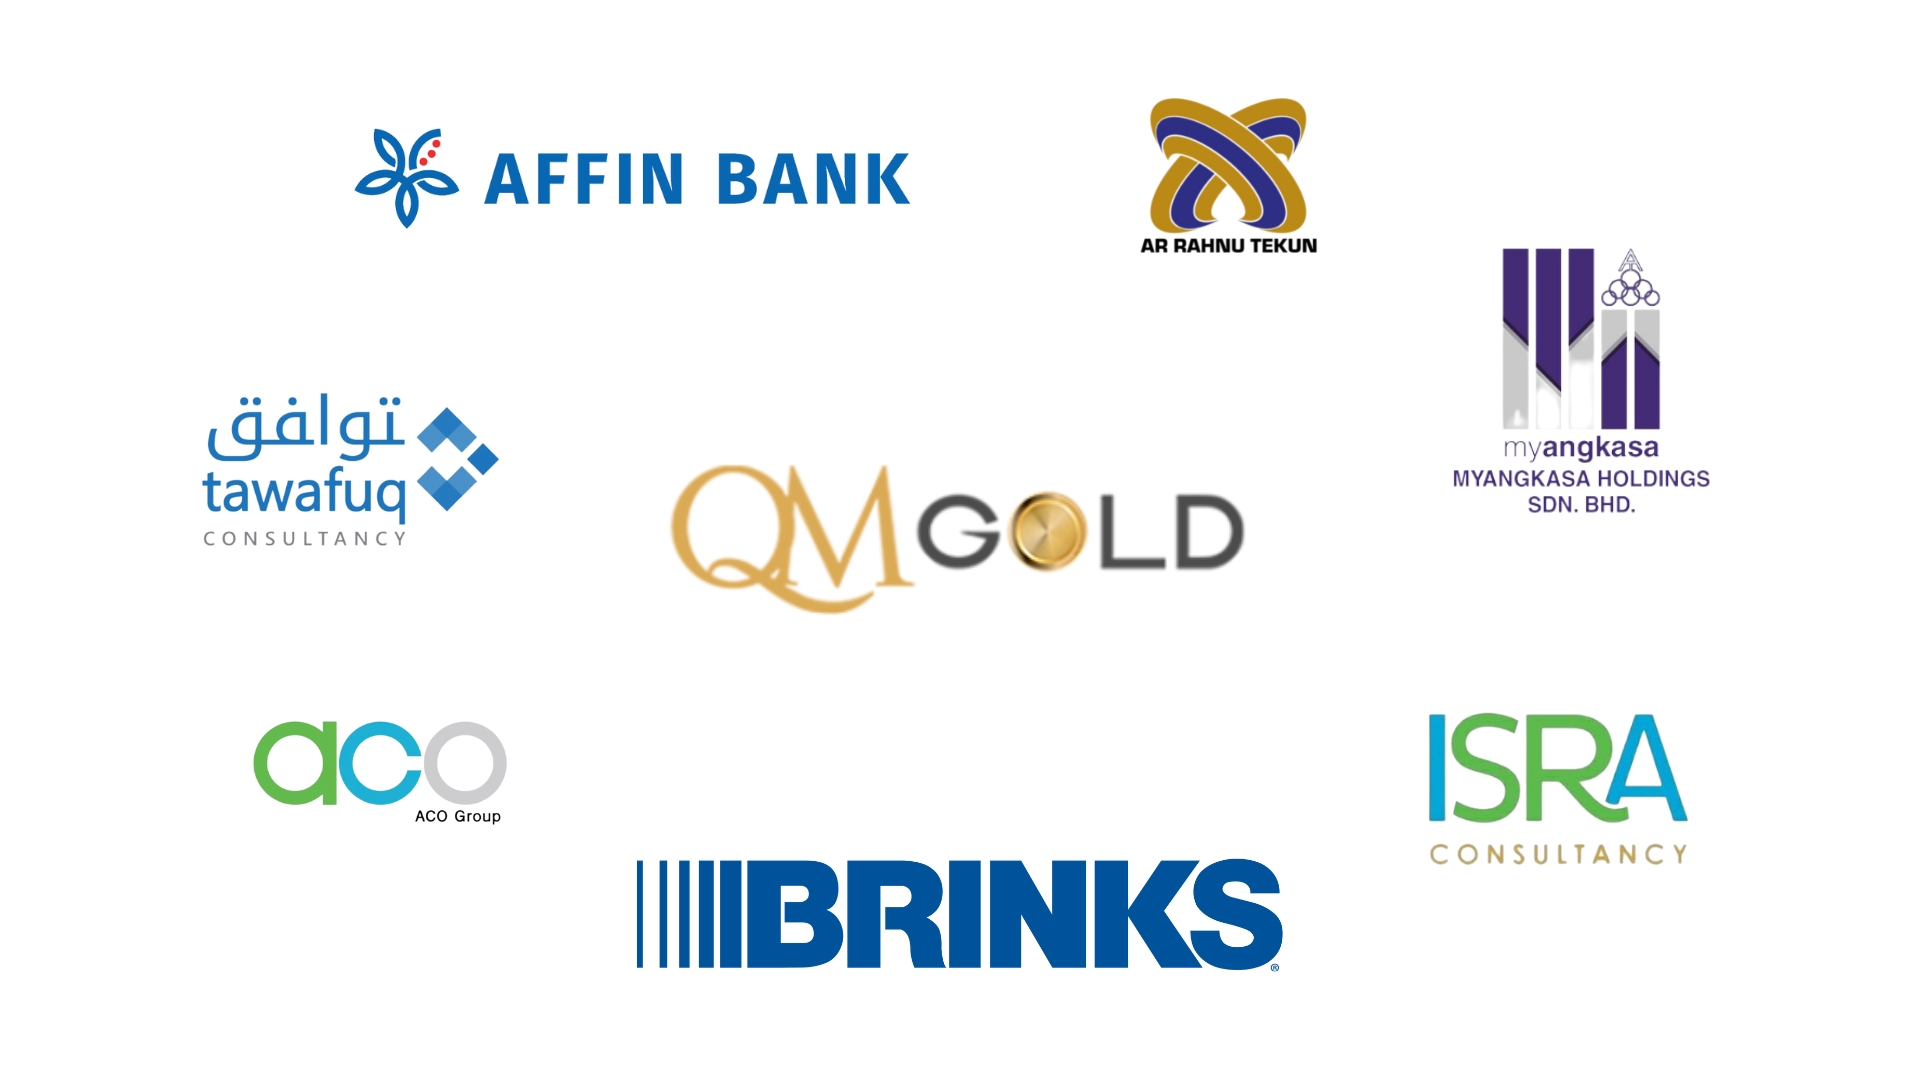 AFFIN BANK
AR RAHNU TEKUN
myangkasa
MYANGKASA HOLDINGS
SDN. BHD.
توافق
tawafuq
CONSULTANCY
QM GOLD
aco
ACO Group
ISRA
CONSULTANCY
BRINKS®